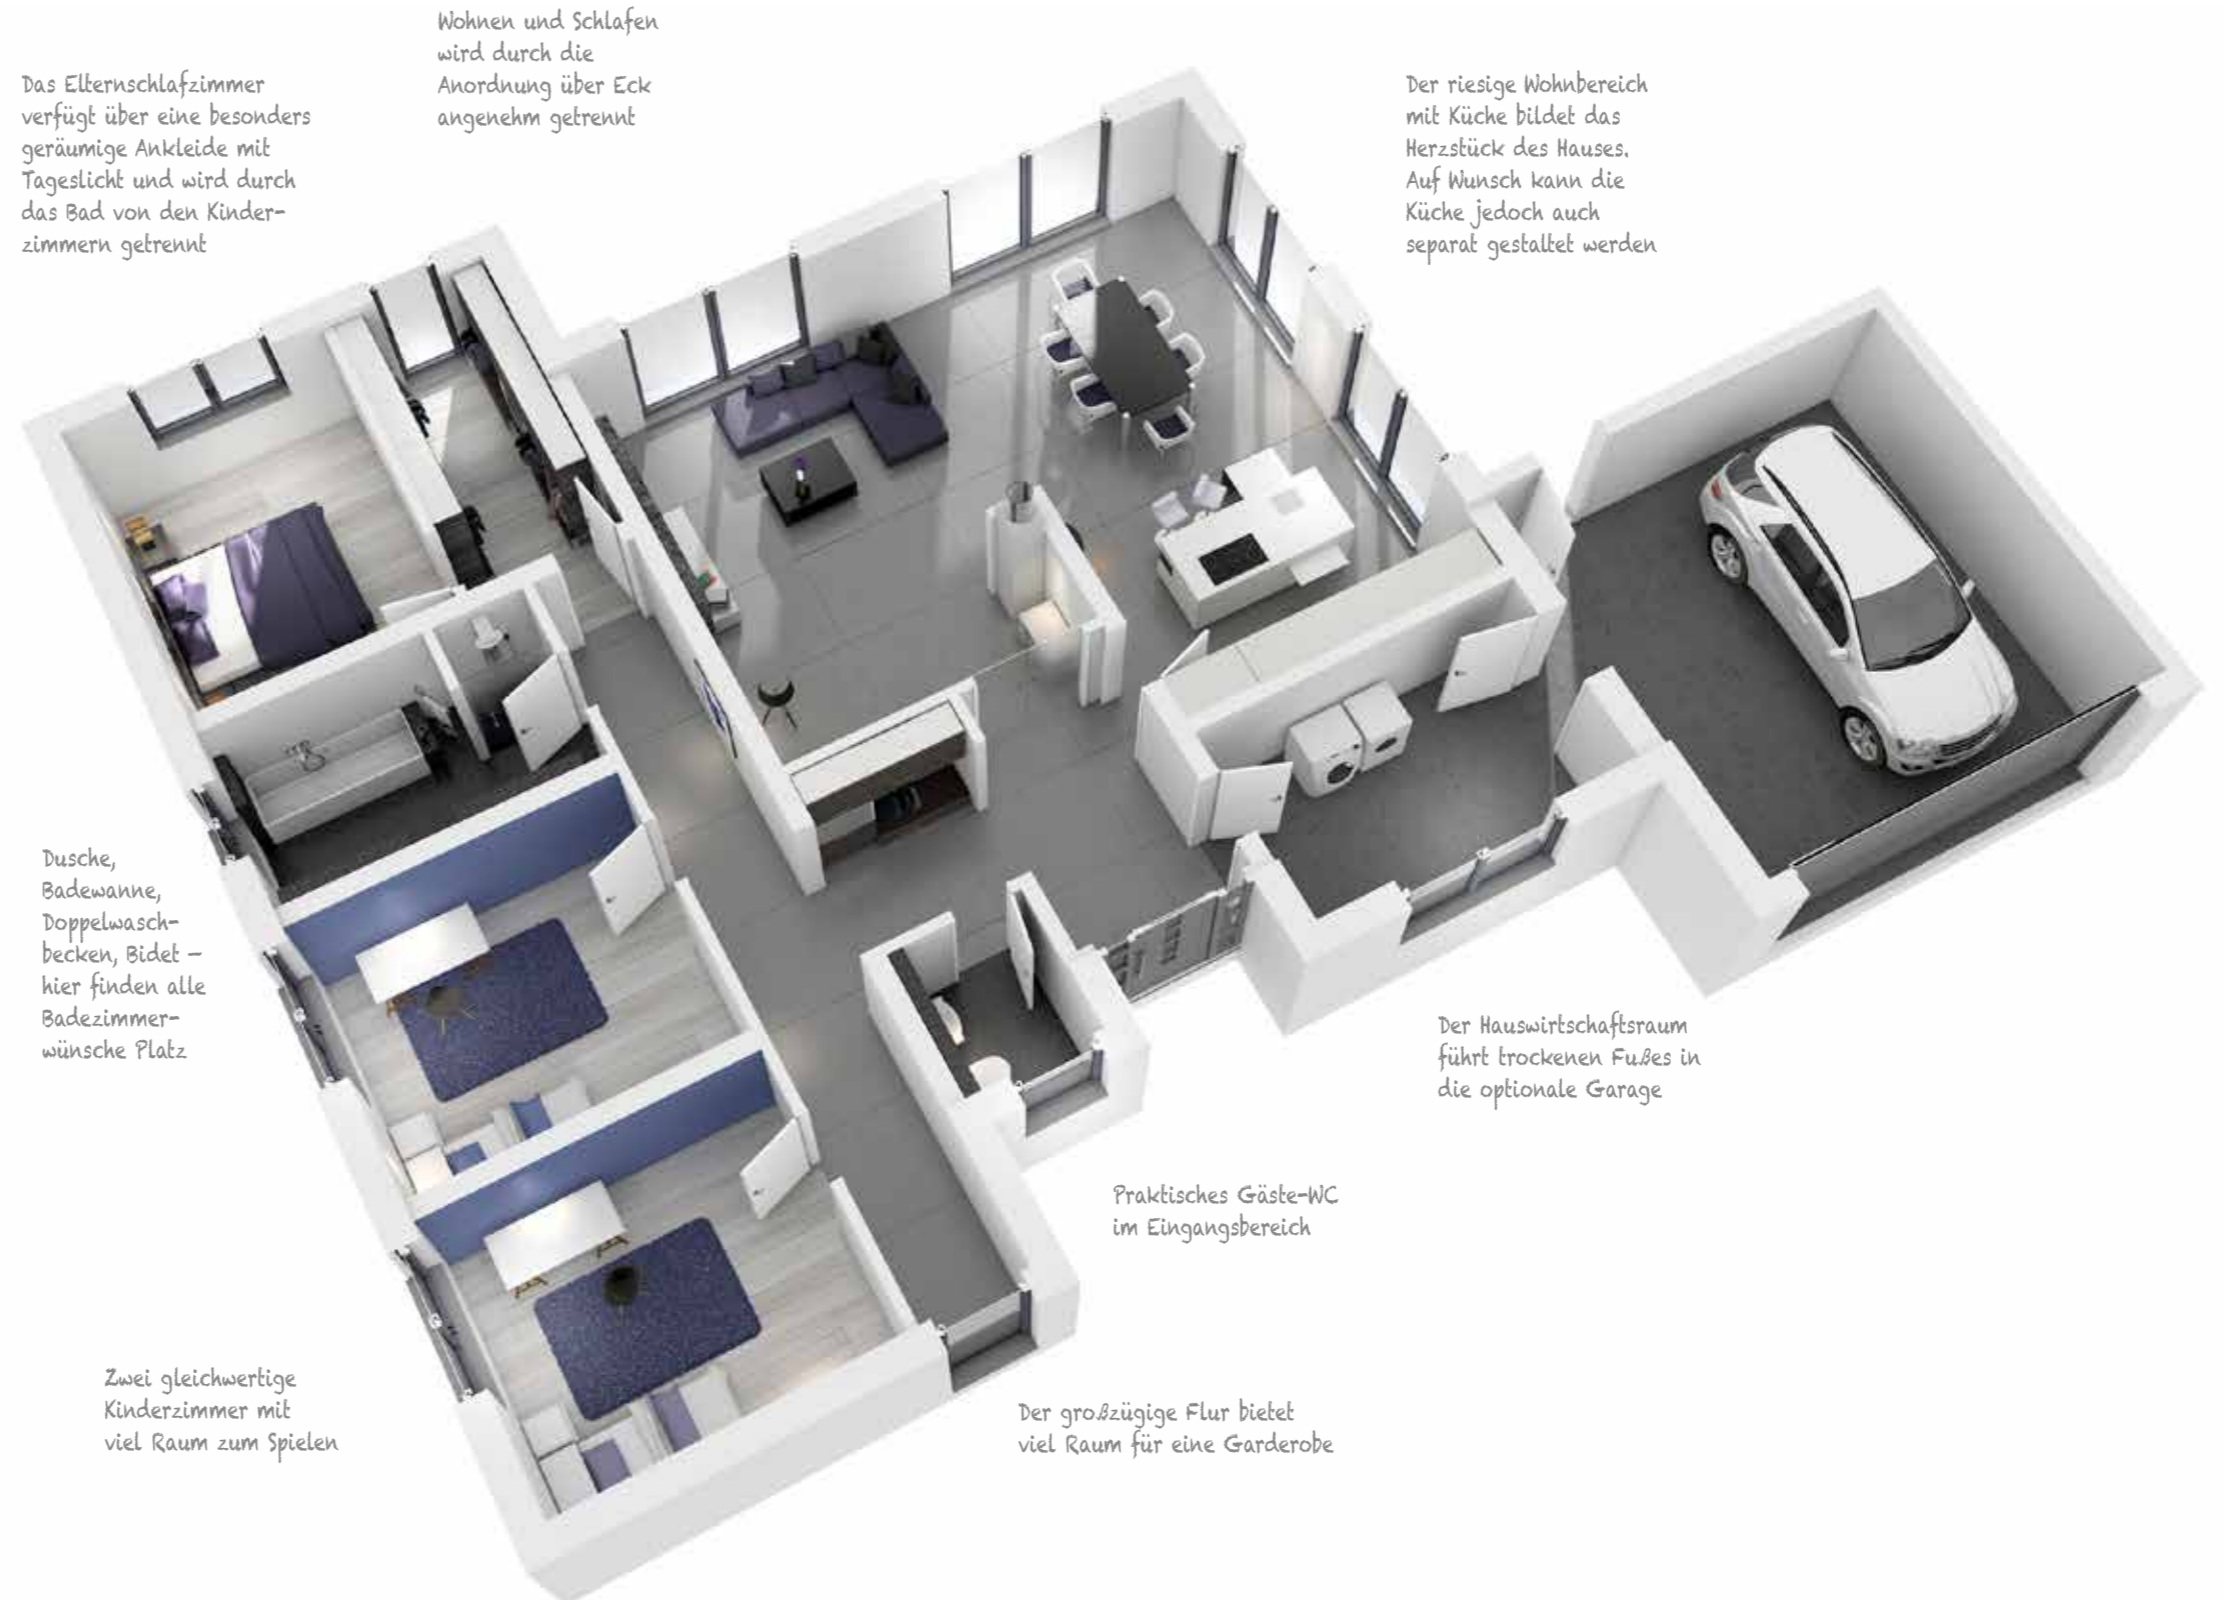 Wohnen und Schlafen
wird durch die
Anordnung über Eck
angenehm getrennt
Das Elternschlafzimmer
verfügt über eine besonders
geräumige Ankleide mit
Tageslicht und wird durch
das Bad von den Kinder-
zimmern getrennt
Der riesige Wohnbereich
mit Küche bildet das
Herzstück des Hauses.
Auf Wunsch kann die
Küche jedoch auch
separat gestaltet werden
Dusche,
Badewanne,
Doppelwasch-
becken, Bidet –
hier finden alle
Badezimmer-
wünsche Platz
Der Hauswirtschaftsraum
führt trockenen Fußes in
die optionale Garage
Praktisches Gäste-WC
im Eingangsbereich
Zwei gleichwertige
Kinderzimmer mit
viel Raum zum Spielen
Der großzügige Flur bietet
viel Raum für eine Garderobe